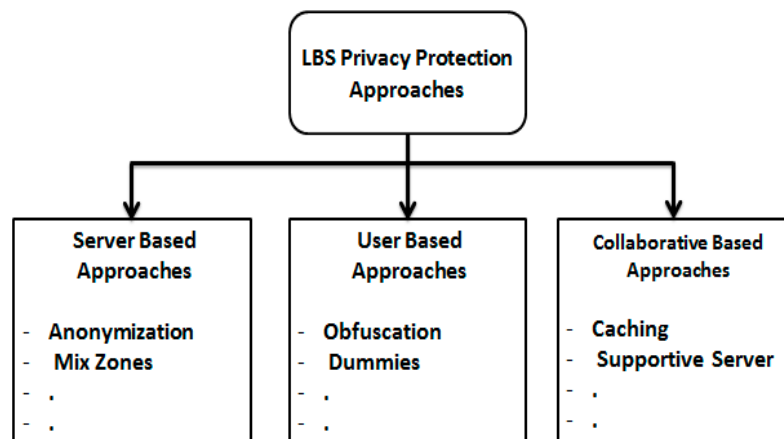 LBS Privacy Protection
Approaches
Server Based
Approaches
- Anonymization
- Mix Zones
- .
- .
User Based
Approaches
- Obfuscation
- Dummies
- .
- .
Collaborative Based
Approaches
- Caching
- Supportive Server
- .
- .